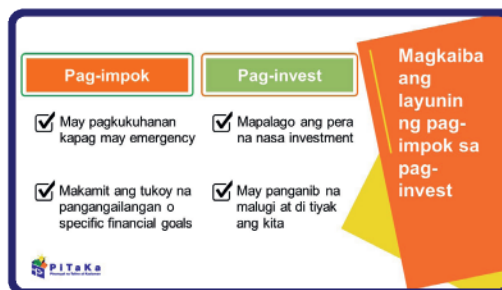 Pag-impok
May pagkukuhanan
kapag may emergency
Makamit ang tukoy na
pangangailangan o
specific financial goals
Pag-invest
Mapalago ang pera
na nasa investment
May panganib na
malugi at di tiyak
ang kita
Magkaiba
ang
layunin
ng pag-
impok sa
pag-
invest
PITaKa